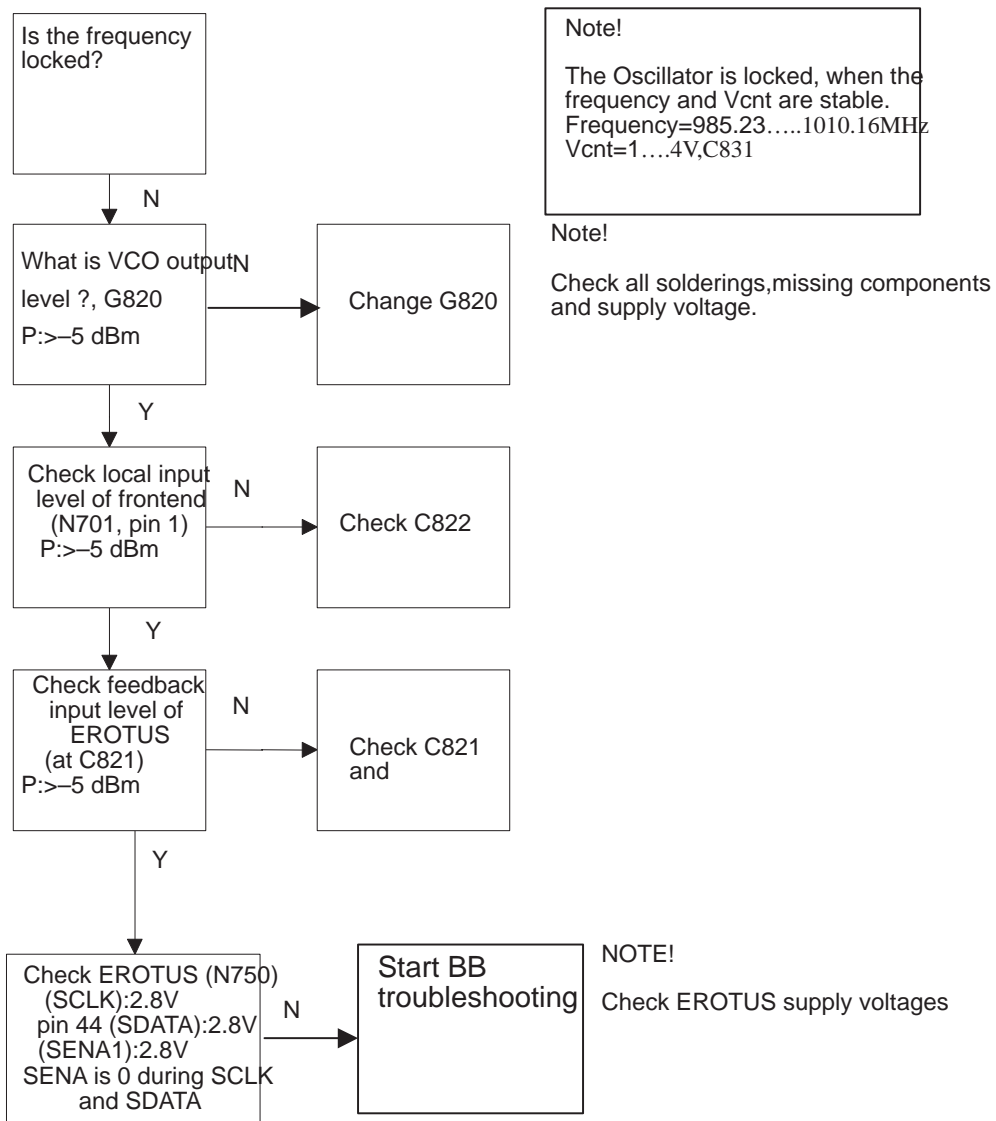 Is the frequency
locked?
Note!
The Oscillator is locked, when the
frequency and Vcnt are stable.
Frequency=985.23…..1010.16MHz
Vcnt=1….4V,C831
N
Note!
Check all solderings,missing components
and supply voltage.
What is VCO output
level ?, G820
P:>–5 dBm
N
Change G820
Y
Check local input
level of frontend
(N701, pin 1)
P:>–5 dBm
N
Check C822
Y
Check feedback
input level of
EROTUS
(at C821)
P:>–5 dBm
N
Check C821
and
Y
Check EROTUS (N750)
(SCLK):2.8V
pin 44 (SDATA):2.8V
(SENA1):2.8V
SENA is 0 during SCLK
and SDATA
N
Start BB
troubleshooting
NOTE!
Check EROTUS supply voltages